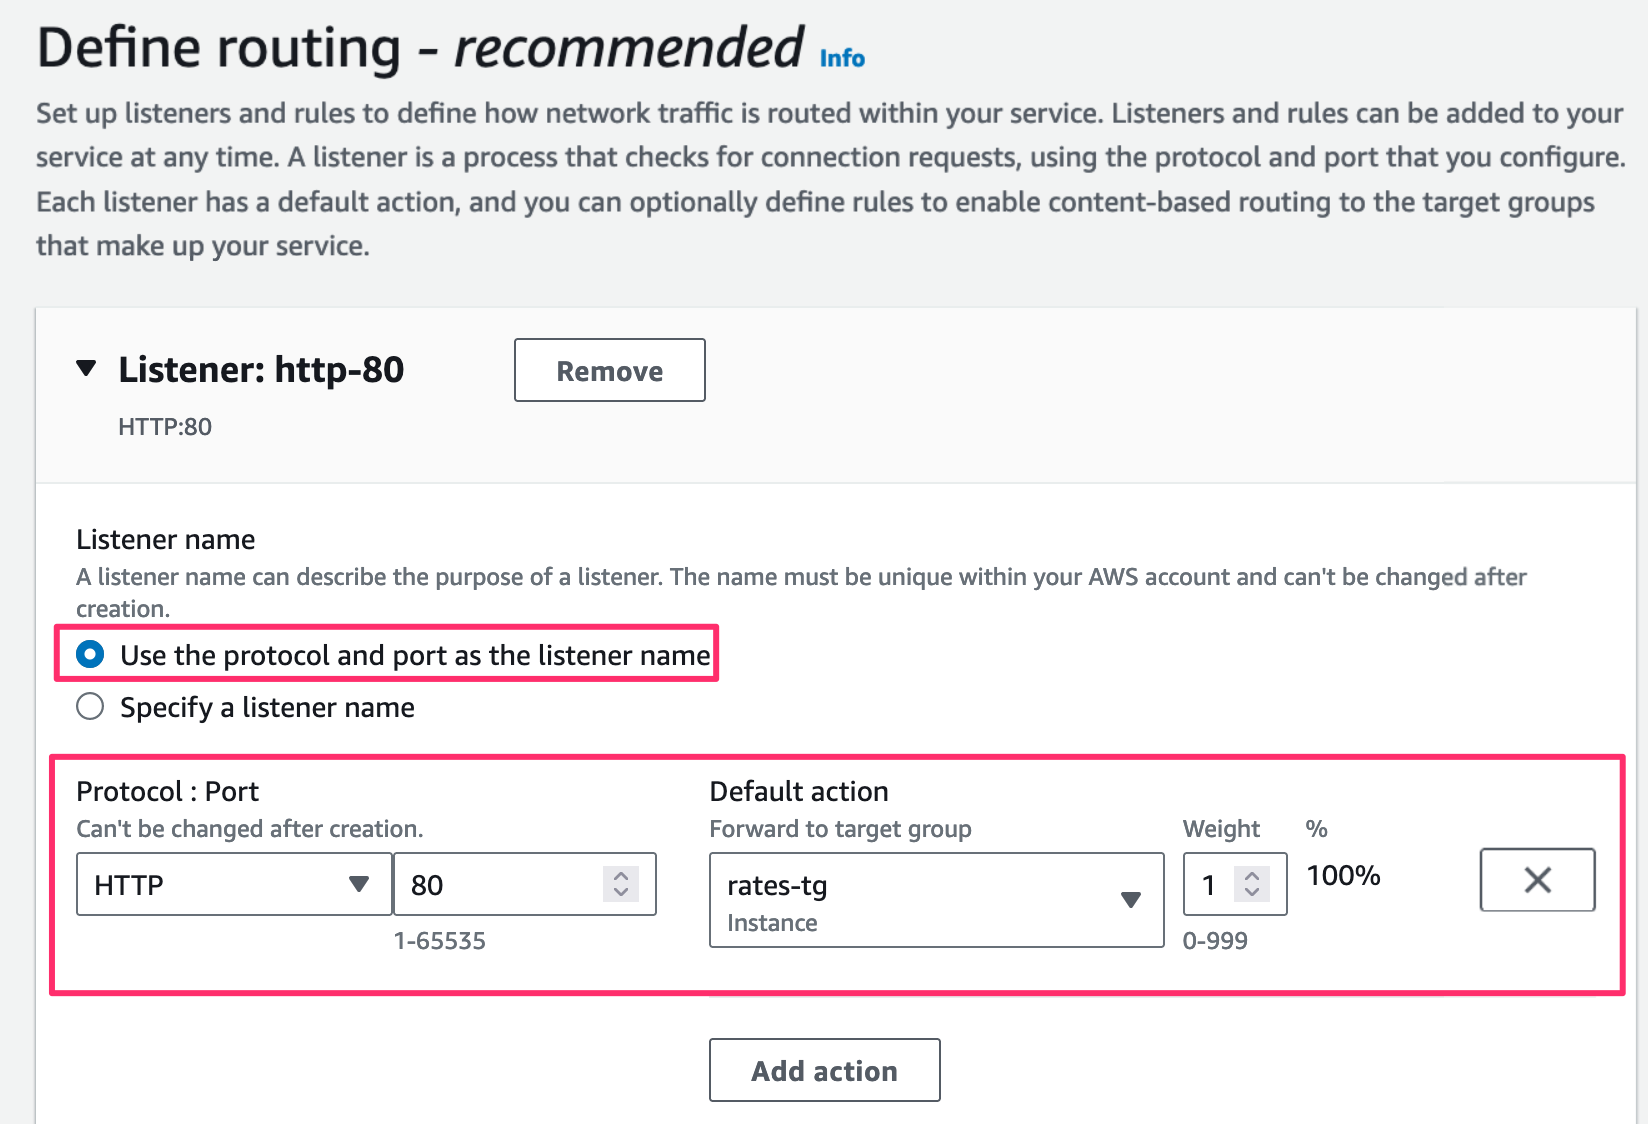 Define routing - recommended Info
Set up listeners and rules to define how network traffic is routed within your service. Listeners and rules can be added to your
service at any time. A listener is a process that checks for connection requests, using the protocol and port that you configure.
Each listener has a default action, and you can optionally define rules to enable content-based routing to the target groups
that make up your service.
Listener: http-80
Remove
HTTP:80
Listener name
A listener name can describe the purpose of a listener. The name must be unique within your AWS account and can't be changed after
creation.
Use the protocol and port as the listener name
Specify a listener name
Protocol : Port
Can't be changed after creation.
HTTP
80
1-65535
Default action
Forward to target group
rates-tg
Instance
Weight
1
0-999
%
100%
Add action